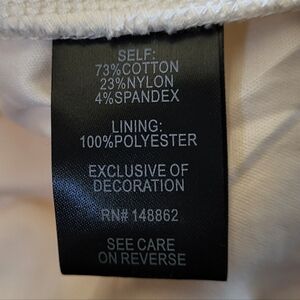 SELF:
73%COTTON
23%NYLON
4%SPANDEX
LINING:
100%POLYESTER
EXCLUSIVE OF
DECORATION
RN# 148862
SEE CARE
ON REVERSE